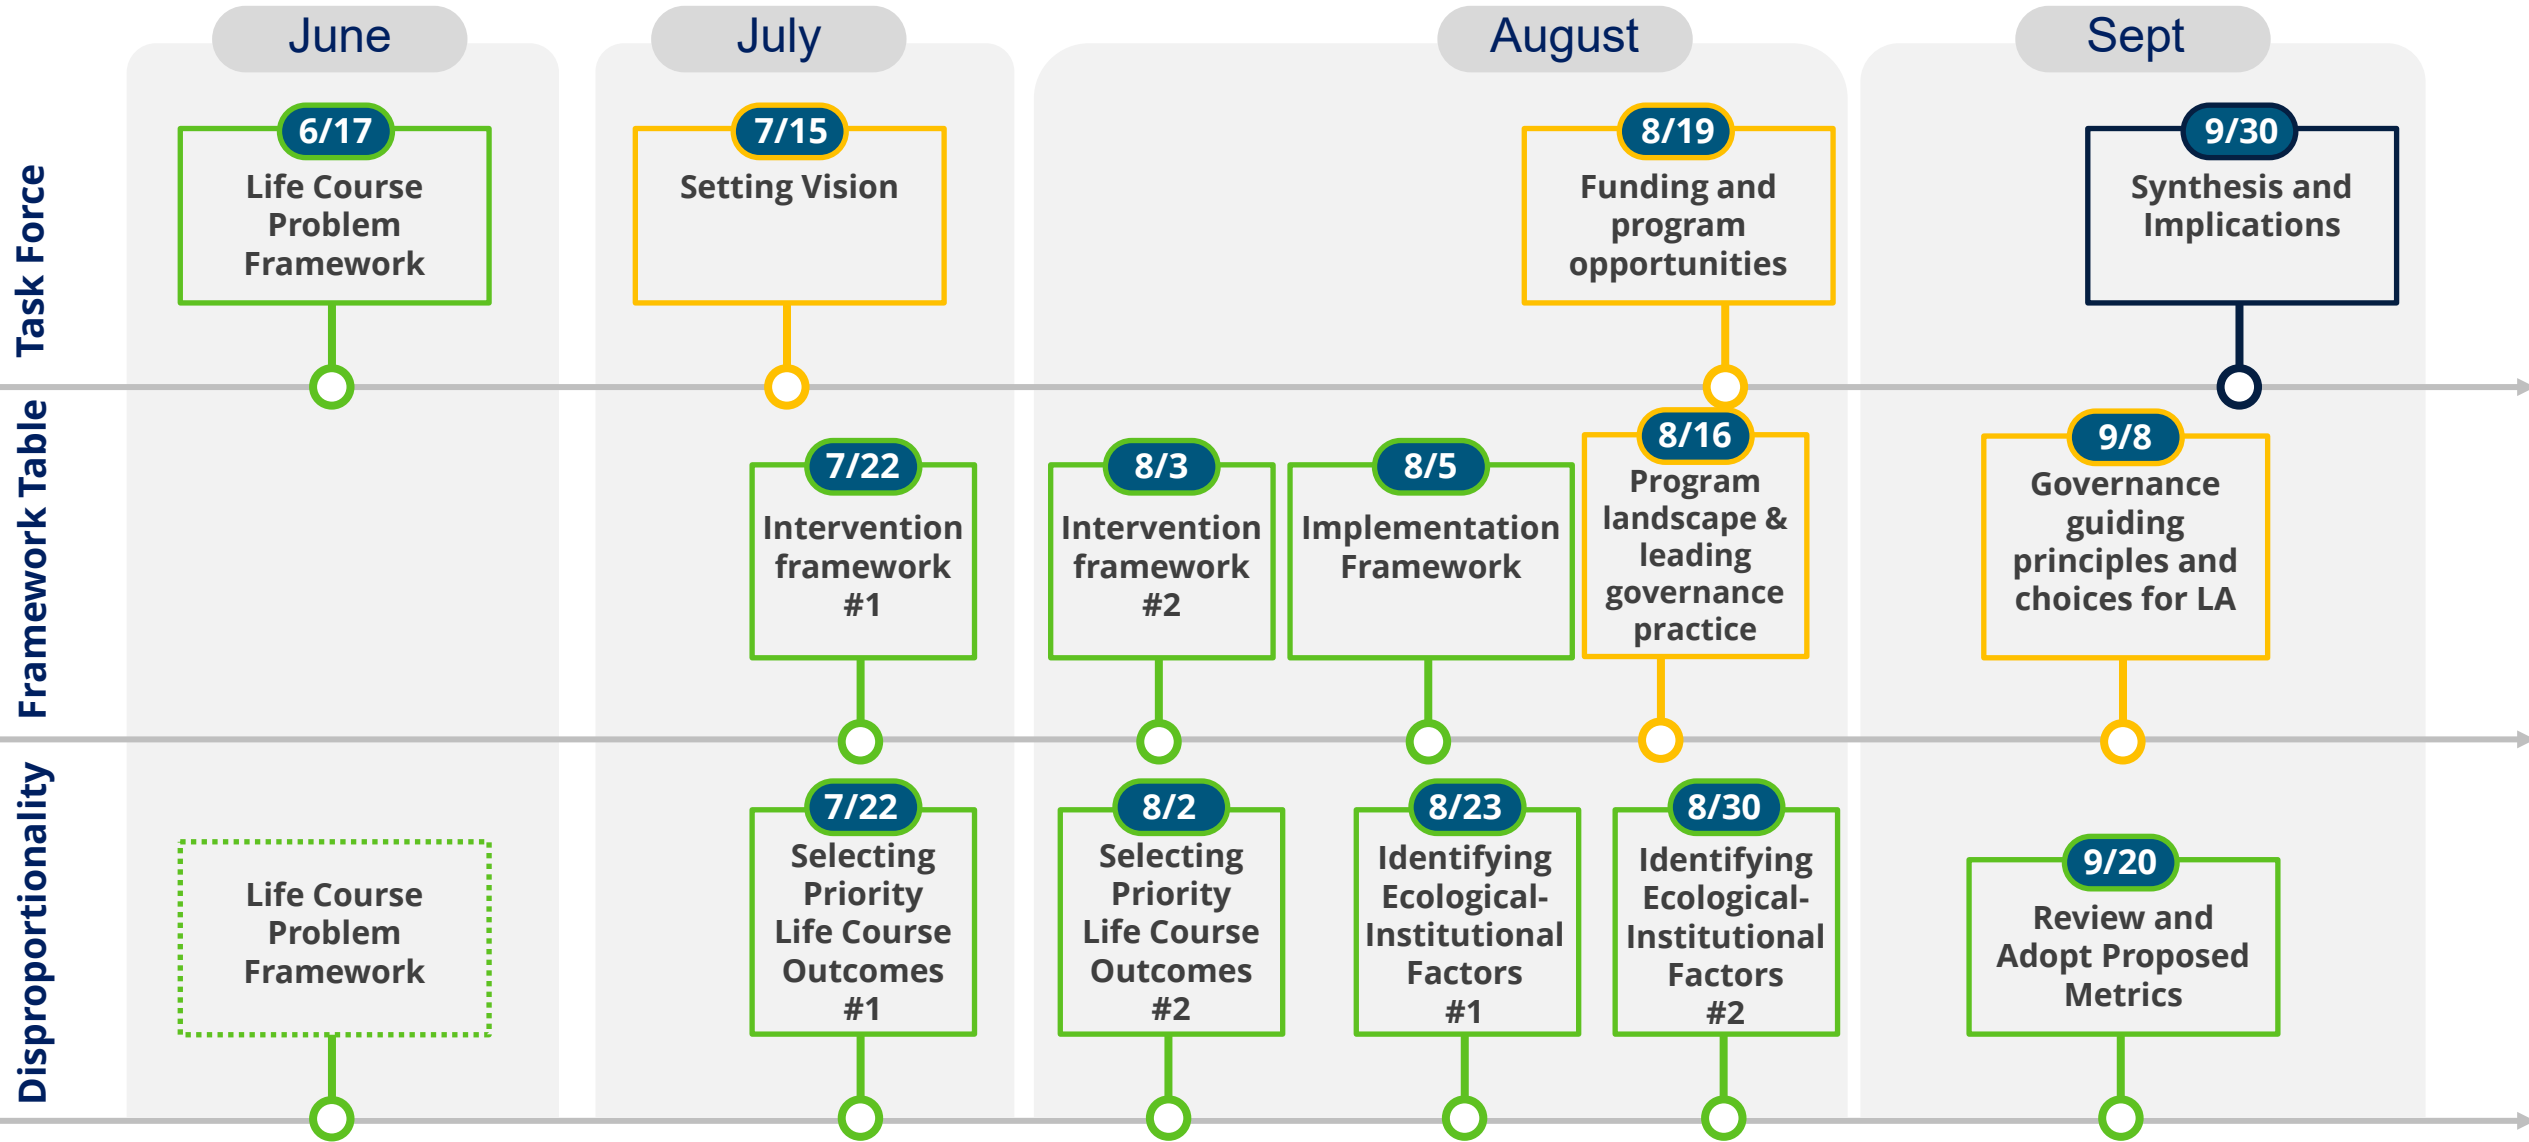 June
July
August
Sept
Task Force
6/17
Life Course
Problem
Framework
7/15
Setting Vision
8/19
Funding and
program
opportunities
9/30
Synthesis and
Implications
Framework Table
7/22
Intervention
framework
#1
8/3
Intervention
framework
#2
8/5
Implementation
Framework
8/16
Program
landscape &
leading
governance
practice
9/8
Governance
guiding
principles and
choices for LA
Disproportionality
Life Course
Problem
Framework
7/22
Selecting
Priority
Life Course
Outcomes
#1
8/2
Selecting
Priority
Life Course
Outcomes
#2
8/23
Identifying
Ecological-
Institutional
Factors
#1
8/30
Identifying
Ecological-
Institutional
Factors
#2
9/20
Review and
Adopt Proposed
Metrics